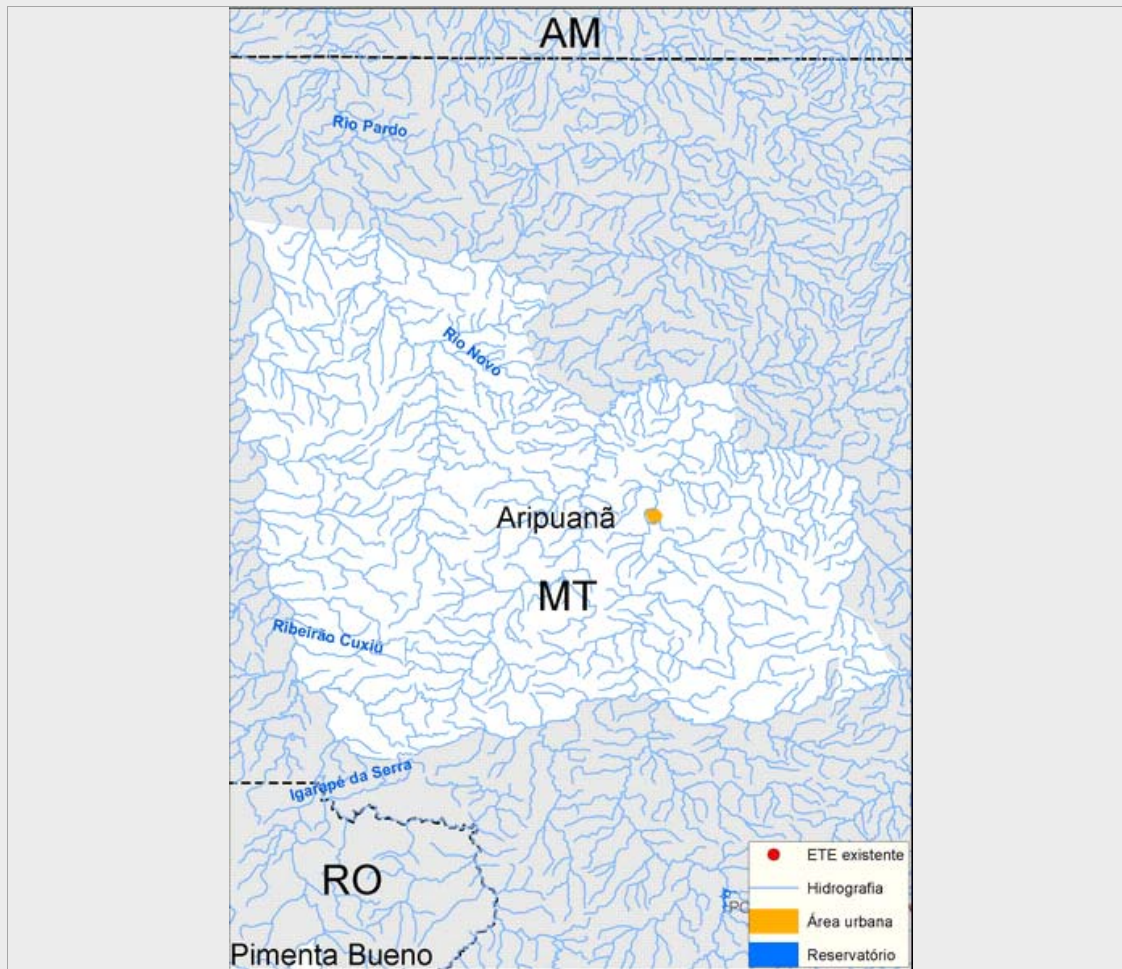 AM
Rio Pardo
Rio Novo
Aripuanã
MT
Ribeirão Cuxiú
Igarapé da Serra
RO
Pimenta Bueno
ETE existente
Hidrografia
Área urbana
Reservatório